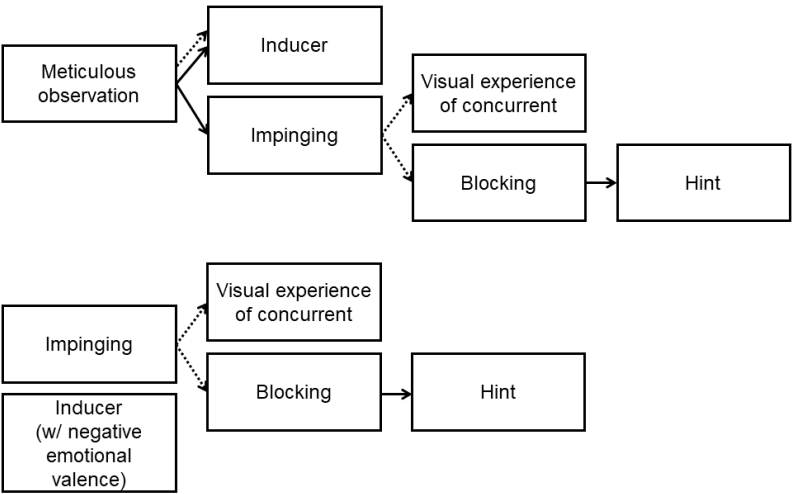 Meticulous
observation
Inducer
Impinging
Visual experience
of concurrent
Blocking
Hint
Impinging
Inducer
(w/ negative
emotional
valence)
Visual experience
of concurrent
Blocking
Hint